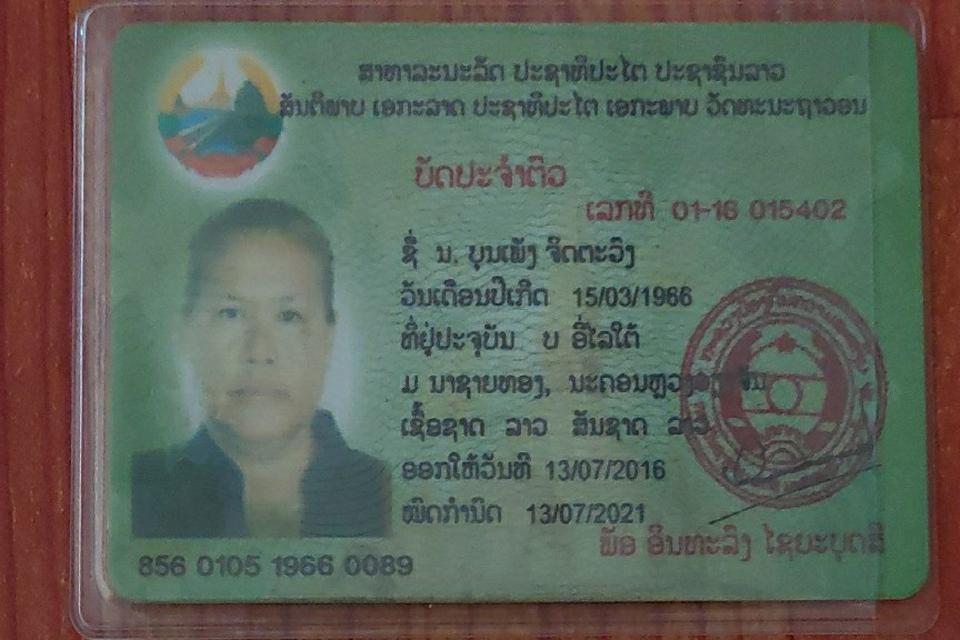 ສາທາລະນະລັດ ປະຊາທິປະໄຕ ປະຊາຊົນລາວ
ສັນຕິພາບ ເອກະລາດ ປະຊາທິປະໄຕ ເອກະພາບ ວັດທະນະຖາວອນ
ບັດປະຈຳຕົວ
ເລກທີ 01-16 015402
ຊື່ ນ. ບຸນເພັງ ຈິດຕະວົງ
ວັນເດືອນປີເກີດ 15/03/1966
ທີ່ຢູ່ປະຈຸບັນ ບ ອີ່ໄລໃຕ້
ມ ນາຊາຍທອງ, ນະຄອນຫຼວງວຽງຈັນ
ເຊື້ອຊາດ ລາວ ສັນຊາດ ລາວ
ອອກໃຫ້ວັນທີ 13/07/2016
ໝົດກຳນົດ 13/07/2021
ພັອ ອິນທະລົງ ໄຊຍະບຸດສີ
856 0105 1966 0089